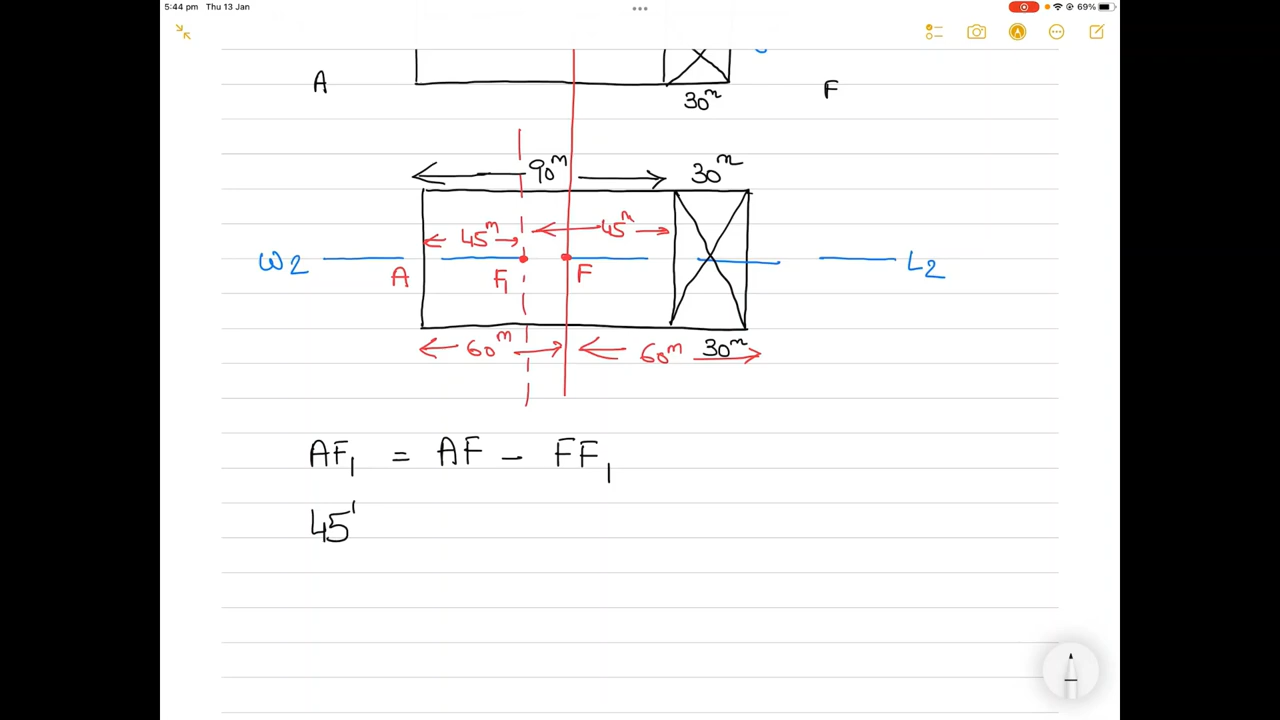 5:44 pm Thu 13 Jan
69%
A
30m
F
90m
30m
45m
45m
W2
A
F1
F
L2
60m
60m
30m
AF1 = AF - FF1
45